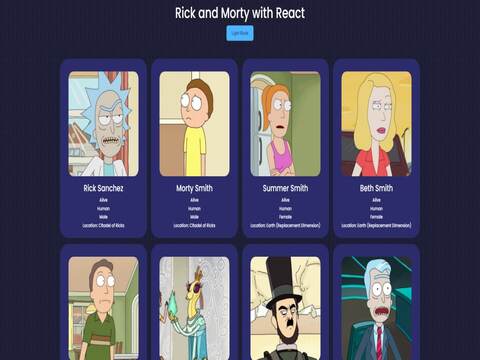 Rick and Morty with React
Light Mode
Rick Sanchez
Alive
Human
Male
Location: Citadel of Ricks
Morty Smith
Alive
Human
Male
Location: Citadel of Ricks
Summer Smith
Alive
Human
Female
Location: Earth (Replacement Dimension)
Beth Smith
Alive
Human
Female
Location: Earth (Replacement Dimension)